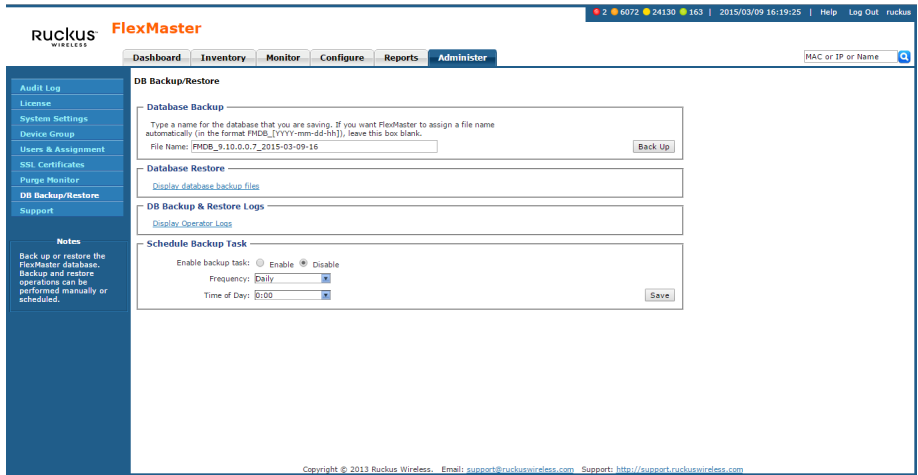 2 6072 24130 163 | 2015/03/09 16:19:25 | Help Log Out ruckus
Ruckus WIRELESS
FlexMaster
Dashboard Inventory Monitor Configure Reports Administer
MAC or IP or Name
Audit Log
License
System Settings
Device Group
Users & Assignment
SSL Certificates
Purge Monitor
DB Backup/Restore
Support
Notes
Back up or restore the
FlexMaster database.
Backup and restore
operations can be
performed manually or
scheduled.
DB Backup/Restore
Database Backup
Type a name for the database that you are saving. If you want FlexMaster to assign a file name
automatically (in the format FMDB_[YYYY-mm-dd-hh]), leave this box blank.
File Name: FMDB_9.10.0.0.7_2015-03-09-16 Back Up
Database Restore
Display database backup files
DB Backup & Restore Logs
Display Operator Logs
Schedule Backup Task
Enable backup task: Enable Disable
Frequency: Daily
Time of Day: 0:00 Save
Copyright © 2013 Ruckus Wireless. Email: support@ruckuswireless.com Support: http://support.ruckuswireless.com